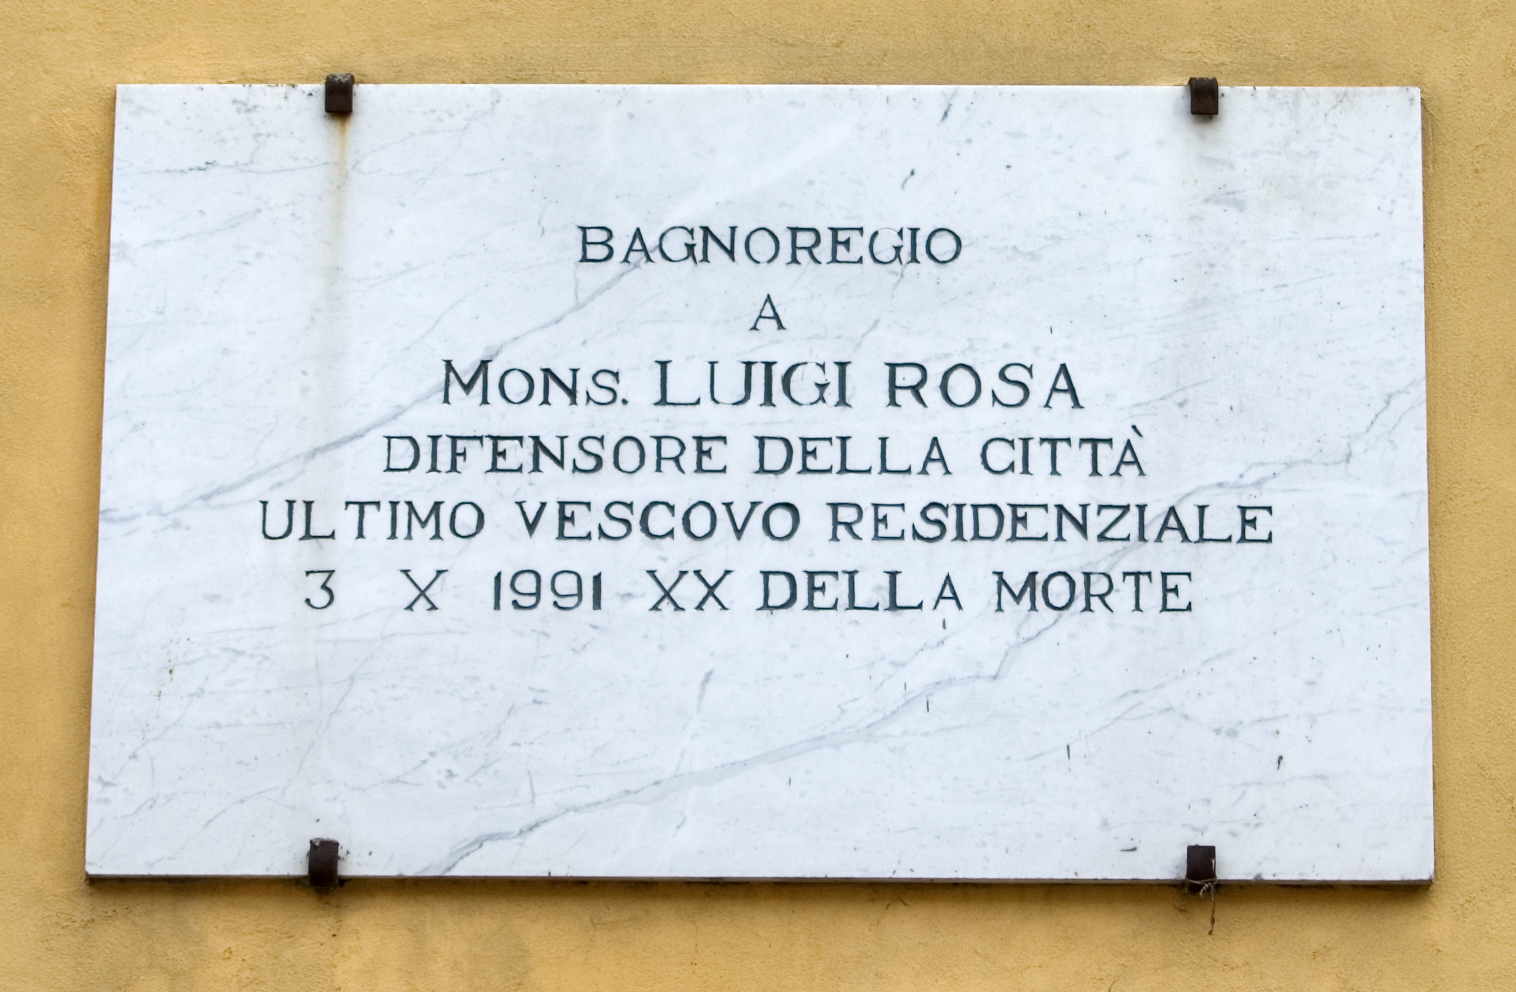 BAGNOREGIO
A
MONS. LUIGI ROSA
DIFENSORE DELLA CITTÀ
ULTIMO VESCOVO RESIDENZIALE
3 X 1991 XX DELLA MORTE